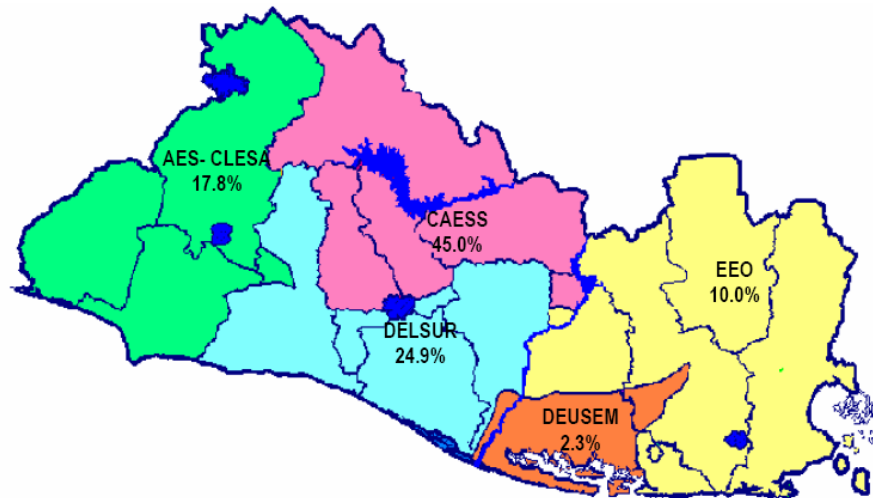 AES- CLESA
17.8%
CAESS
45.0%
EEO
10.0%
DELSUR
24.9%
DEUSEM
2.3%